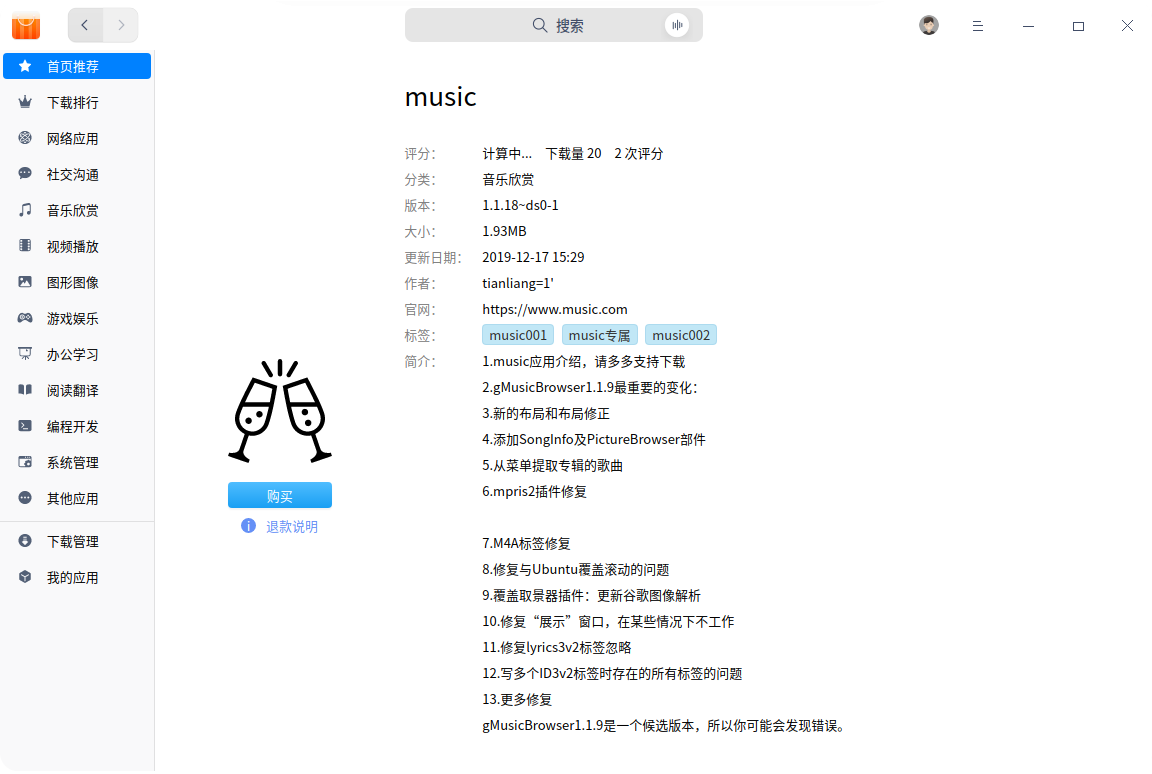 搜索
首页推荐
下载排行
网络应用
社交沟通
音乐欣赏
视频播放
图形图像
游戏娱乐
办公学习
阅读翻译
编程开发
系统管理
其他应用
下载管理
我的应用
购买
退款说明
music
评分： 计算中... 下载量 20 2 次评分
分类： 音乐欣赏
版本： 1.1.18~ds0-1
大小： 1.93MB
更新日期： 2019-12-17 15:29
作者： tianliang=1'
官网： https://www.music.com
标签： music001 music专属 music002
简介： 1.music应用介绍，请多多支持下载
2.gMusicBrowser1.1.9最重要的变化：
3.新的布局和布局修正
4.添加SongInfo及PictureBrowser部件
5.从菜单提取专辑的歌曲
6.mpris2插件修复
7.M4A标签修复
8.修复与Ubuntu覆盖滚动的问题
9.覆盖取景器插件：更新谷歌图像解析
10.修复“展示”窗口，在某些情况下不工作
11.修复lyrics3v2标签忽略
12.写多个ID3v2标签时存在的所有标签的问题
13.更多修复
gMusicBrowser1.1.9是一个候选版本，所以你可能会发现错误。